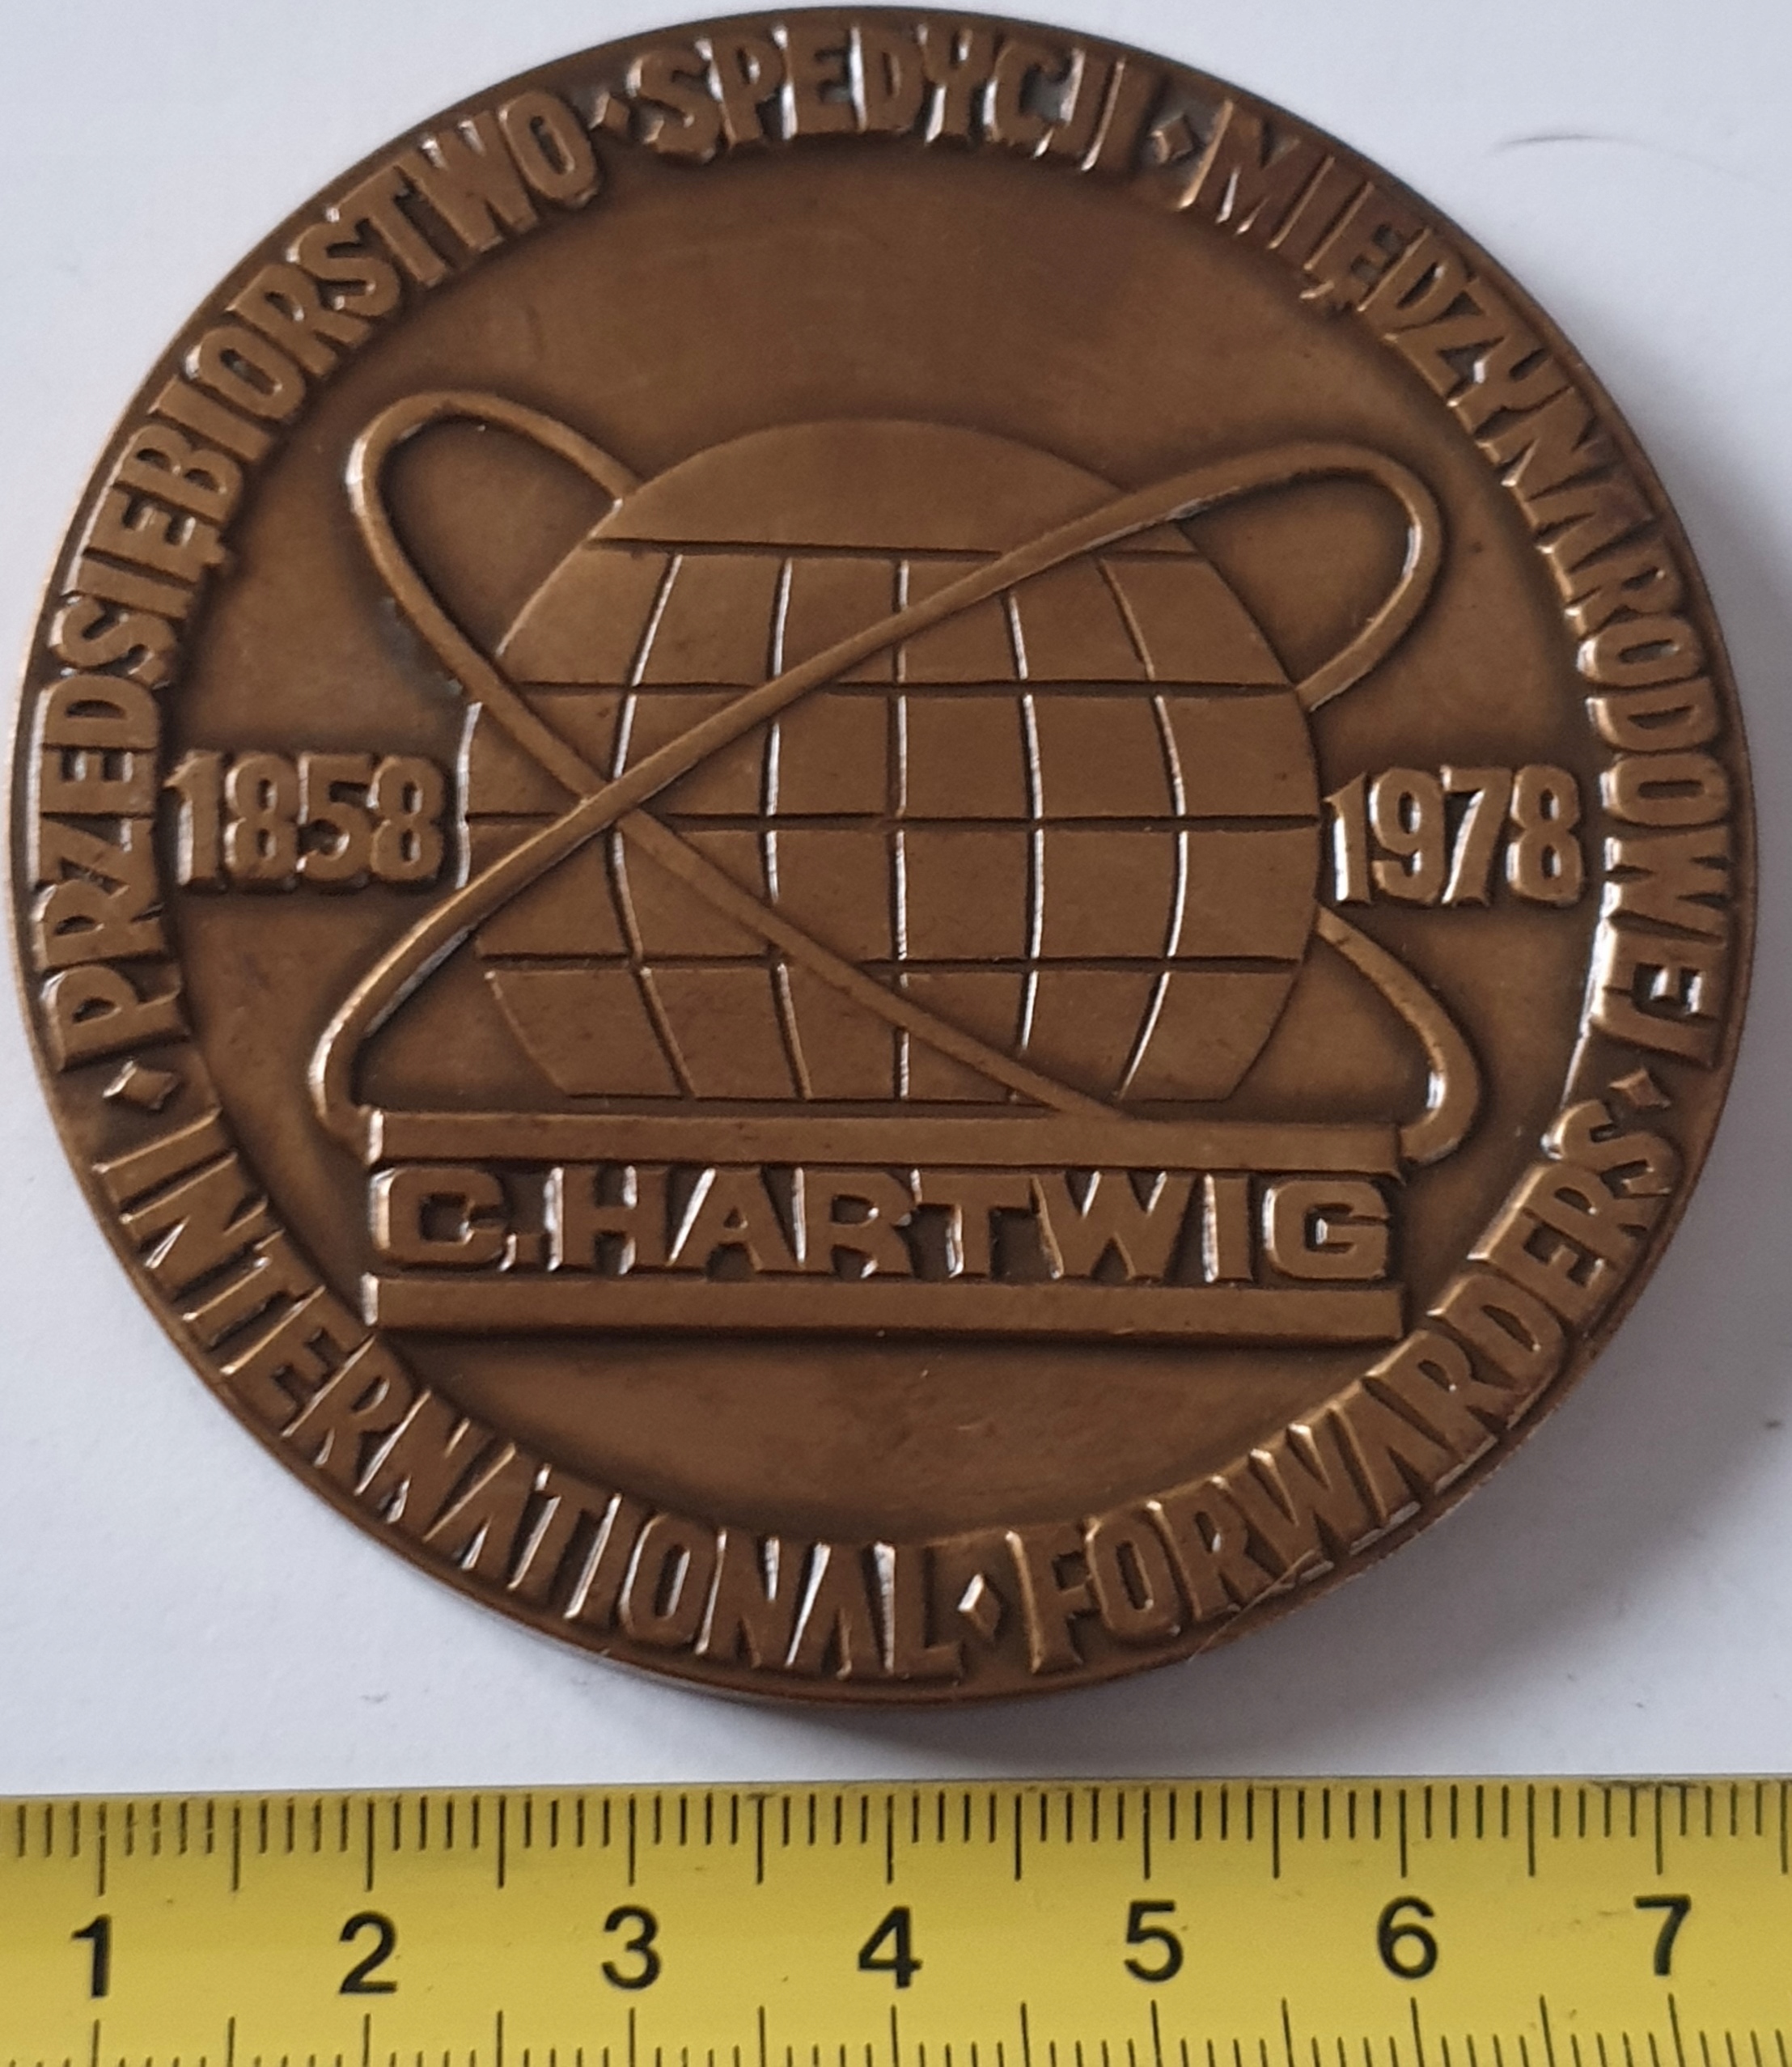 PRZEDSIĘBIORSTWO · SPEDYCJI · MIĘDZYNARODOWEJ ·
INTERNATIONAL · FORWARDERS ·
1858
1978
C.HARTWIG
1 2 3 4 5 6 7